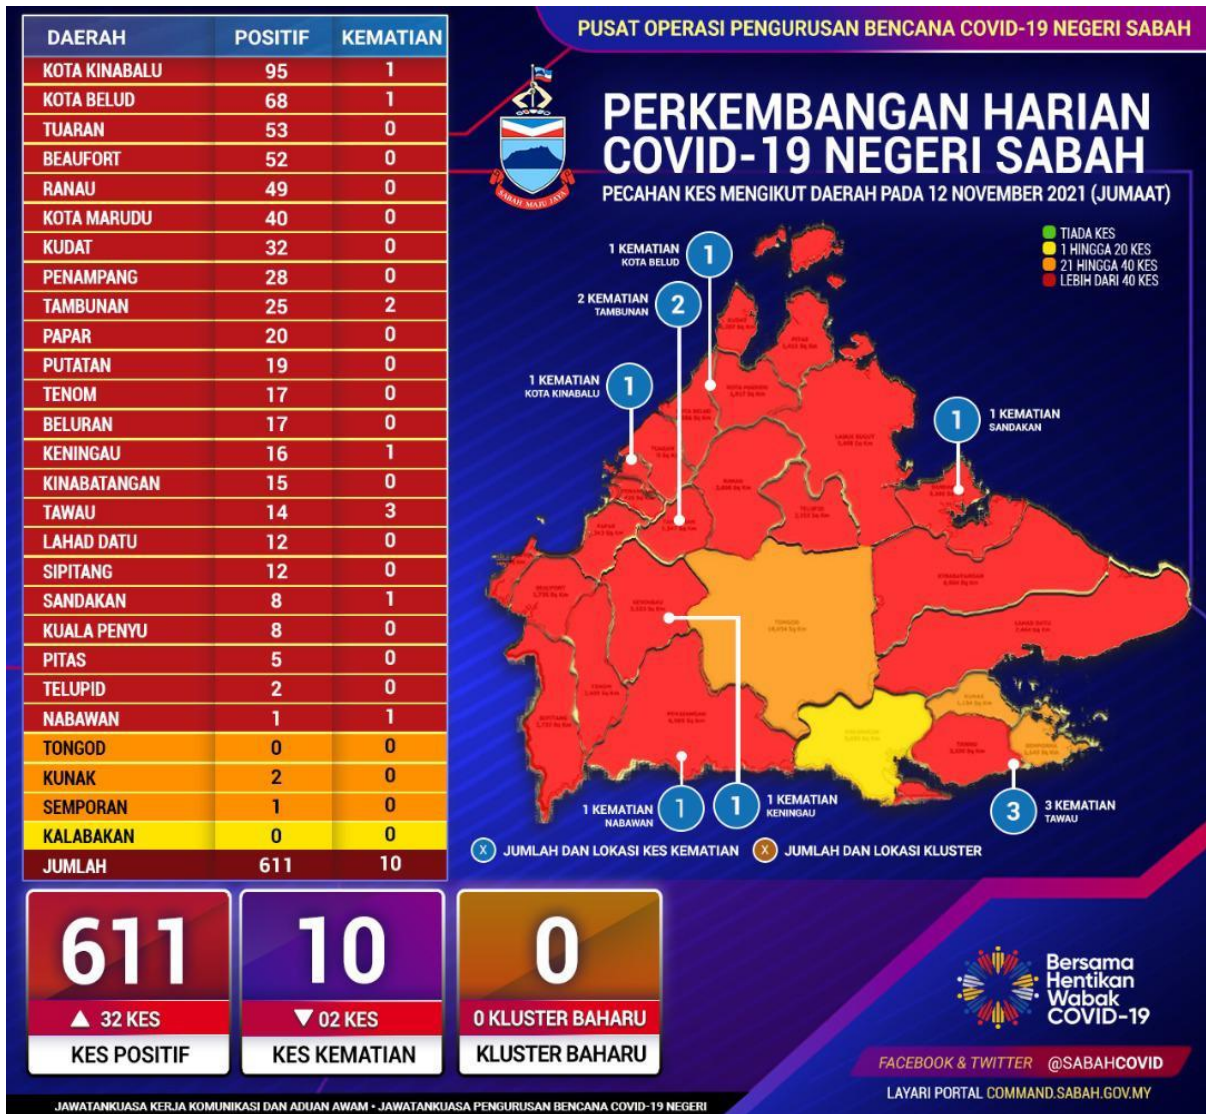 DAERAH POSITIF KEMATIAN
KOTA KINABALU 95 1
KOTA BELUD 68 1
TUARAN 53 0
BEAUFORT 52 0
RANAU 49 0
KOTA MARUDU 40 0
KUDAT 32 0
PENAMPANG 28 0
TAMBUNAN 25 2
PAPAR 20 0
PUTATAN 19 0
TENOM 17 0
BELURAN 17 0
KENINGAU 16 1
KINABATANGAN 15 0
TAWAU 14 3
LAHAD DATU 12 0
SIPITANG 12 0
SANDAKAN 8 1
KUALA PENYU 8 0
PITAS 5 0
TELUPID 2 0
NABAWAN 1 1
TONGOD 0 0
KUNAK 2 0
SEMPORAN 1 0
KALABAKAN 0 0
JUMLAH 611 10
PUSAT OPERASI PENGURUSAN BENCANA COVID-19 NEGERI SABAH
SABAH MAJU JAYA
PERKEMBANGAN HARIAN
COVID-19 NEGERI SABAH
PECAHAN KES MENGIKUT DAERAH PADA 12 NOVEMBER 2021 (JUMAAT)
TIADA KES
1 HINGGA 20 KES
21 HINGGA 40 KES
LEBIH DARI 40 KES
1 KEMATIAN
KOTA BELUD
1
2 KEMATIAN
TAMBUNAN
2
1 KEMATIAN
KOTA KINABALU
1
1
1 KEMATIAN
SANDAKAN
1 KEMATIAN
NABAWAN
1
1
1 KEMATIAN
KENINGAU
3
3 KEMATIAN
TAWAU
X JUMLAH DAN LOKASI KES KEMATIAN
X JUMLAH DAN LOKASI KLUSTER
611
▲ 32 KES
KES POSITIF
10
▼ 02 KES
KES KEMATIAN
0
0 KLUSTER BAHARU
KLUSTER BAHARU
Bersama
Hentikan
Wabak
COVID-19
FACEBOOK & TWITTER @SABAHCOVID
LAYARI PORTAL COMMAND.SABAH.GOV.MY
JAWATANKUASA KERJA KOMUNIKASI DAN ADUAN AWAM • JAWATANKUASA PENGURUSAN BENCANA COVID-19 NEGERI